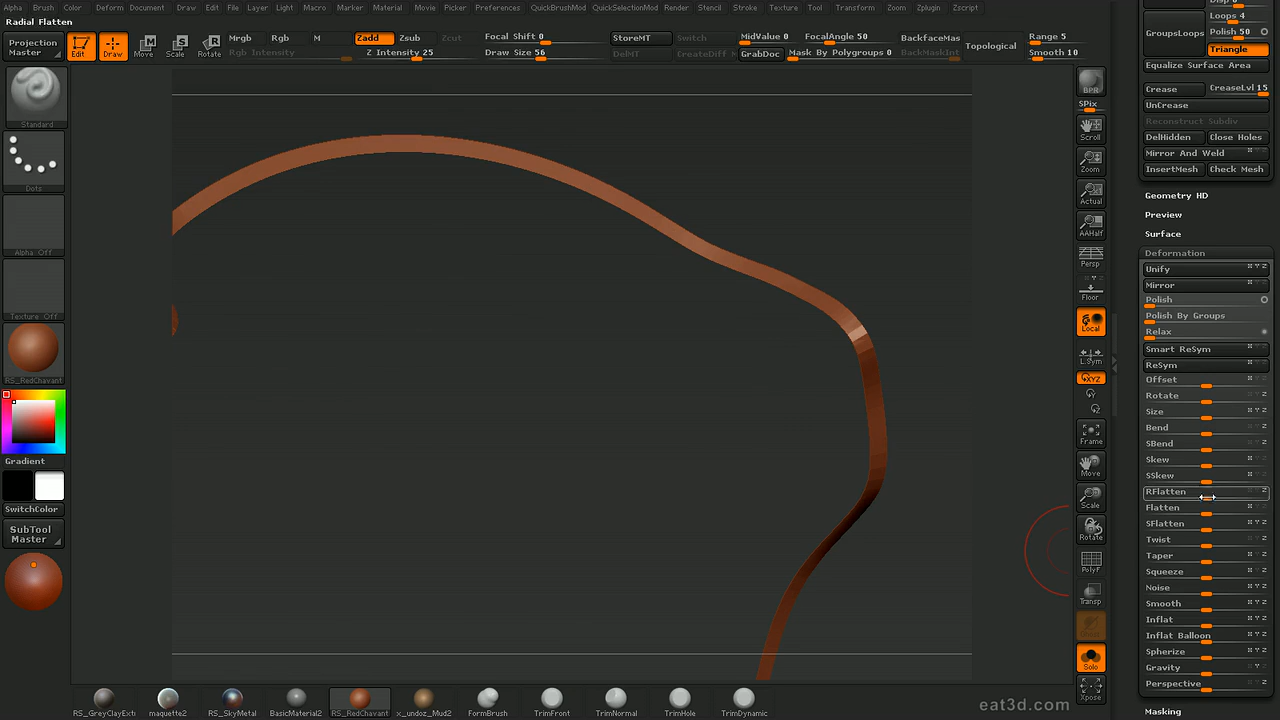 Alpha Brush Color Deform Document Draw Edit File Layer Light Macro Marker Material Movie Picker Preferences QuickBrushMod QuickSelectionMod Render Stencil Stroke Texture Tool Transform Zoom Zplugin Zscript
Radial Flatten
Projection Master
Edit Draw Move Scale Rotate
Mrgb Rgb M
Rgb Intensity
Zadd Zsub Zcut
Z Intensity 25
Focal Shift 0
Draw Size 56
StoreMT Switch
DelMT CreateDiff
MidValue 0 FocalAngle 50 BackfaceMas
GrabDoc Mask By Polygroups 0 BackMaskInt
Topological
Range 5
Smooth 10
Standard
Dots
Alpha Off
Texture Off
RS_RedChavant
Gradient
SwitchColor
SubTool
Master
BPR
SPix
Scroll
Zoom
Actual
AAHalf
Persp
Floor
Local
L.Sym
XYZ
Frame
Move
Scale
Rotate
PolyF
Transp
Solo
Xpose
Loops 4
GroupsLoops
Polish 50
Triangle
Equalize Surface Area
Crease CreaseLvl 15
UnCrease
Reconstruct Subdiv
DelHidden Close Holes
Mirror And Weld
InsertMesh Check Mesh
Geometry HD
Preview
Surface
Deformation
Unify
Mirror
Polish
Polish By Groups
Relax
Smart ReSym
ReSym
Offset
Rotate
Size
Bend
SBend
Skew
SSkew
RFlatten
Flatten
SFlatten
Twist
Taper
Squeeze
Noise
Smooth
Inflat
Inflat Balloon
Spherize
Gravity
Perspective
Masking
RS_GreyClayExt maquette2 RS_SkyMetal BasicMaterial2 RS_RedChavant x_undoz_Mud2 FormBrush TrimFront TrimNormal TrimHole TrimDynamic
eat3d.com